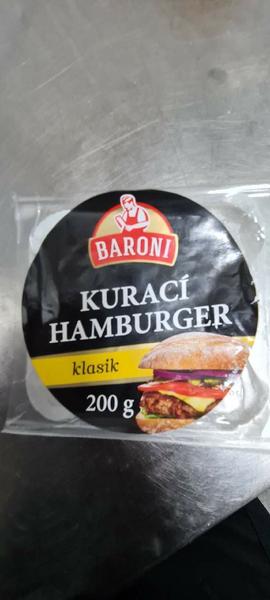 BARONI
KURACÍ
HAMBURGER
klasik
200 g